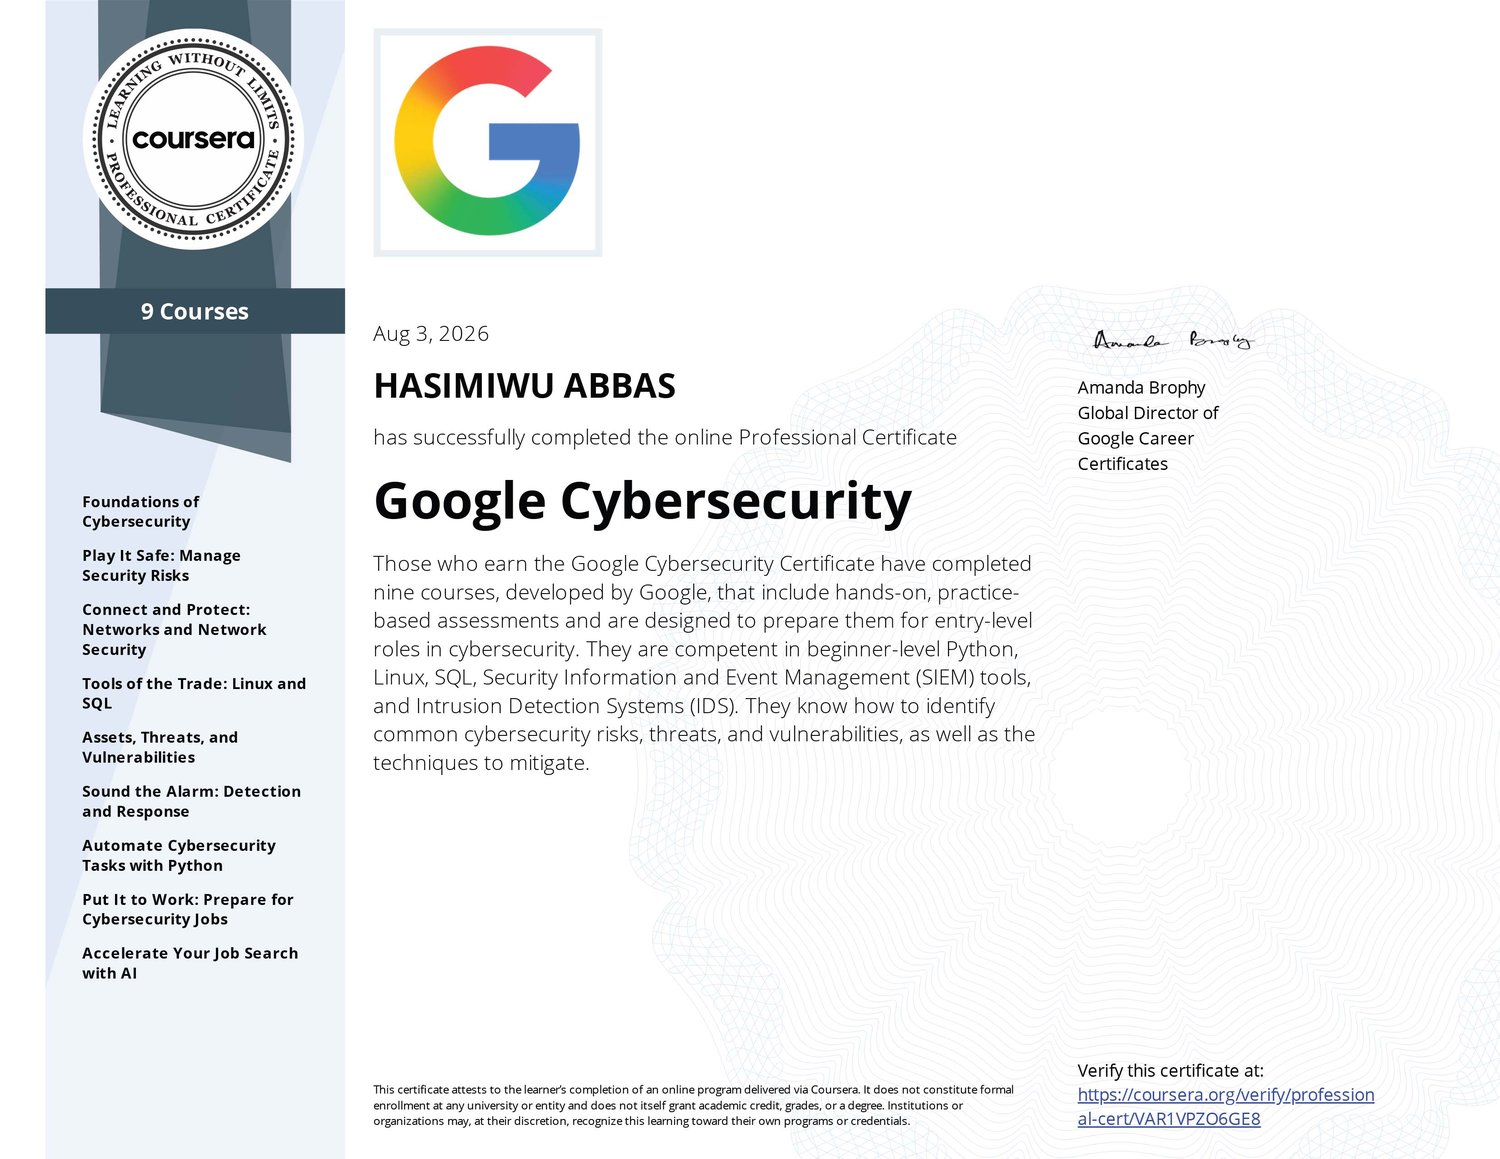 LEARNING WITHOUT LIMITS
coursera
PROFESSIONAL CERTIFICATE
9 Courses
Foundations of
Cybersecurity
Play It Safe: Manage
Security Risks
Connect and Protect:
Networks and Network
Security
Tools of the Trade: Linux and
SQL
Assets, Threats, and
Vulnerabilities
Sound the Alarm: Detection
and Response
Automate Cybersecurity
Tasks with Python
Put It to Work: Prepare for
Cybersecurity Jobs
Accelerate Your Job Search
with AI
G
Aug 3, 2026
HASIMIWU ABBAS
has successfully completed the online Professional Certificate
Google Cybersecurity
Those who earn the Google Cybersecurity Certificate have completed
nine courses, developed by Google, that include hands-on, practice-
based assessments and are designed to prepare them for entry-level
roles in cybersecurity. They are competent in beginner-level Python,
Linux, SQL, Security Information and Event Management (SIEM) tools,
and Intrusion Detection Systems (IDS). They know how to identify
common cybersecurity risks, threats, and vulnerabilities, as well as the
techniques to mitigate.
Amanda Brophy
Amanda Brophy
Global Director of
Google Career
Certificates
This certificate attests to the learner's completion of an online program delivered via Coursera. It does not constitute formal
enrollment at any university or entity and does not itself grant academic credit, grades, or a degree. Institutions or
organizations may, at their discretion, recognize this learning toward their own programs or credentials.
Verify this certificate at:
https://coursera.org/verify/profession
al-cert/VAR1VPZO6GE8